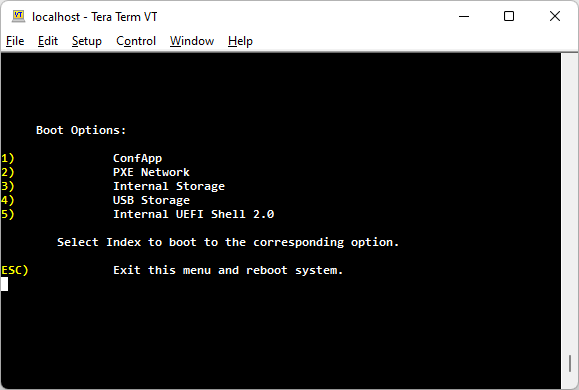 VT localhost - Tera Term VT
File Edit Setup Control Window Help
Boot Options:
1) ConfApp
2) PXE Network
3) Internal Storage
4) USB Storage
5) Internal UEFI Shell 2.0
Select Index to boot to the corresponding option.
ESC) Exit this menu and reboot system.